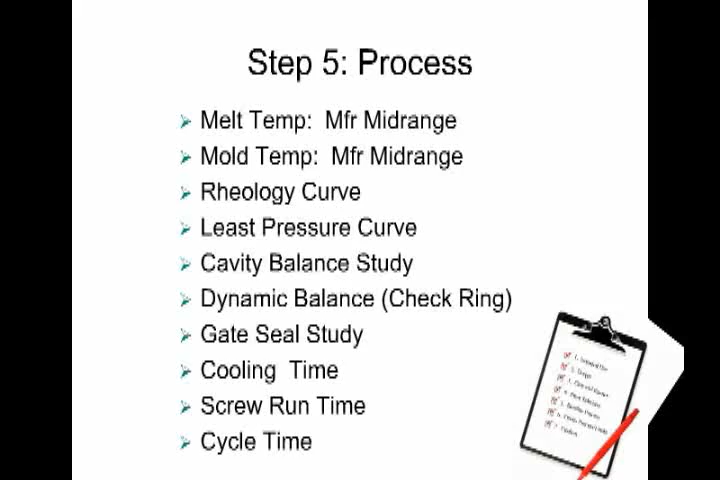 Step 5: Process
Melt Temp: Mfr Midrange
Mold Temp: Mfr Midrange
Rheology Curve
Least Pressure Curve
Cavity Balance Study
Dynamic Balance (Check Ring)
Gate Seal Study
Cooling Time
Screw Run Time
Cycle Time